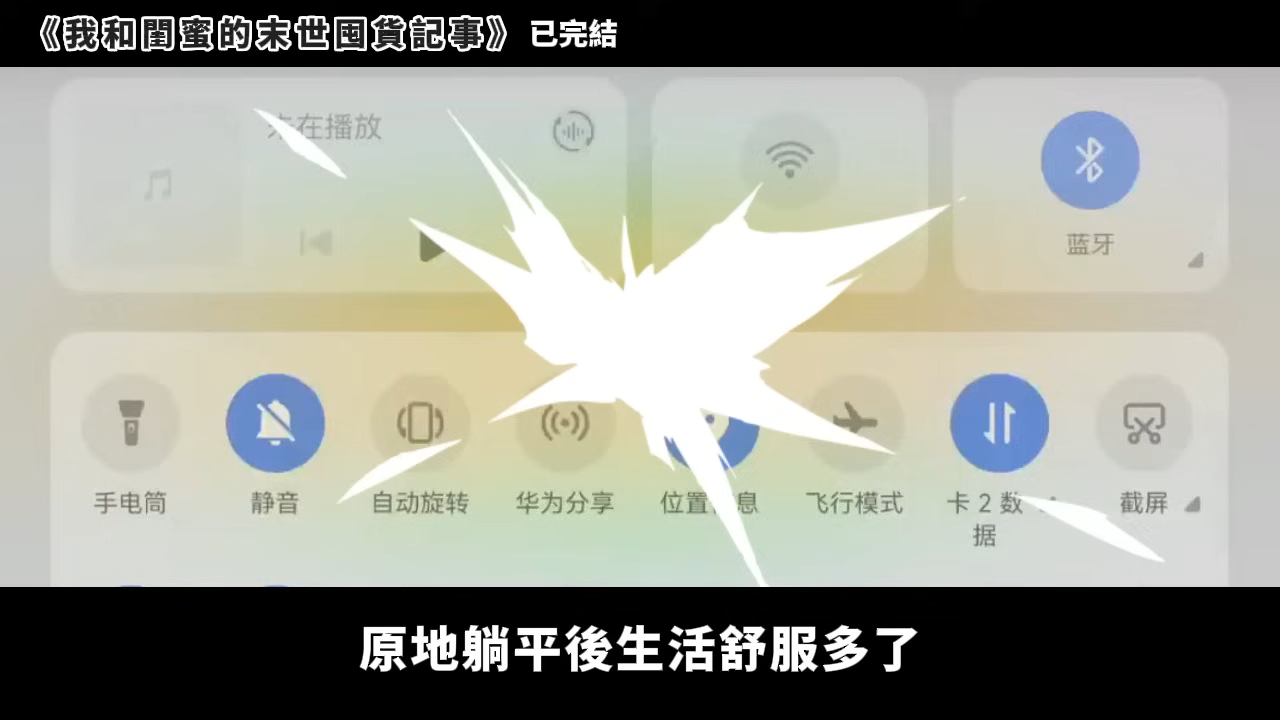 《我和閨蜜的末世囤貨記事》 已完結
未在播放
蓝牙
手电筒 静音 自动旋转 华为分享 位置信息 飞行模式 卡 2 数据 截屏
原地躺平後生活舒服多了